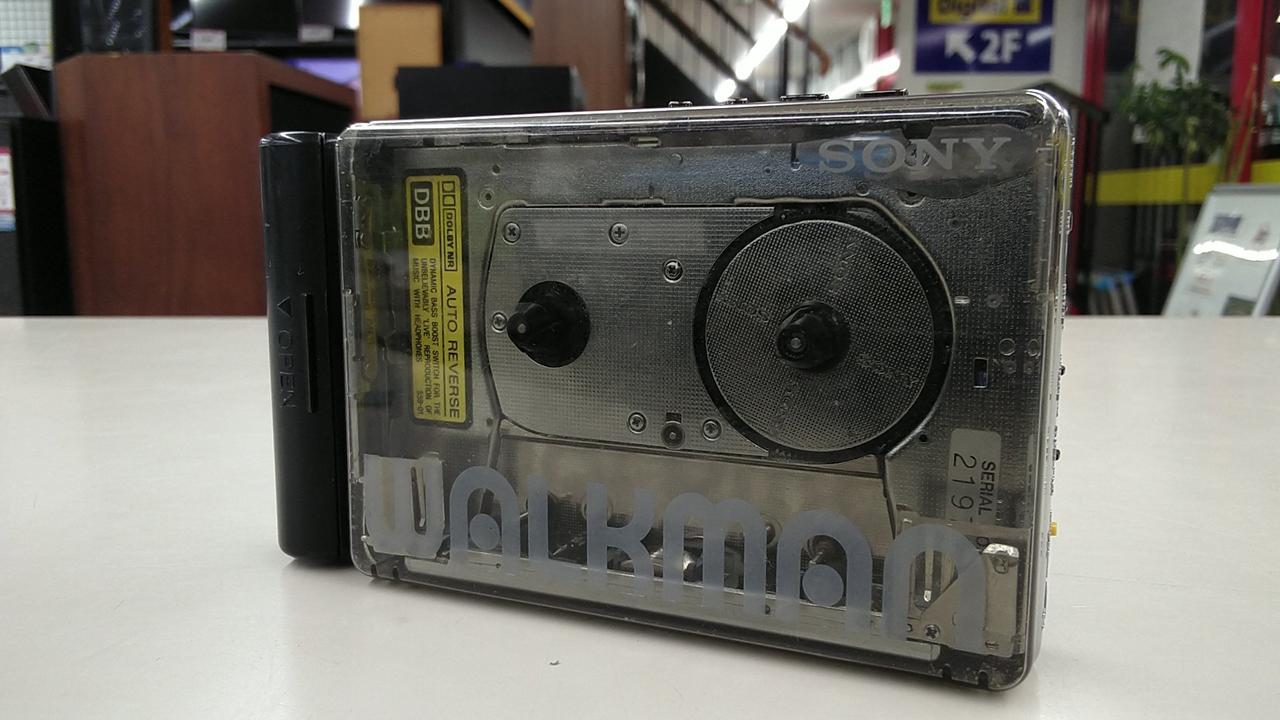 Digital
2F
SONY
DOLBY NR
DBB
AUTO REVERSE
DYNAMIC BASS BOOST SWITCH FOR THE
UNBELIEVABLY 'LIVE' REPRODUCTION OF
MUSIC WITH HEADPHONES
OPEN
SERIAL
219
WALKMAN